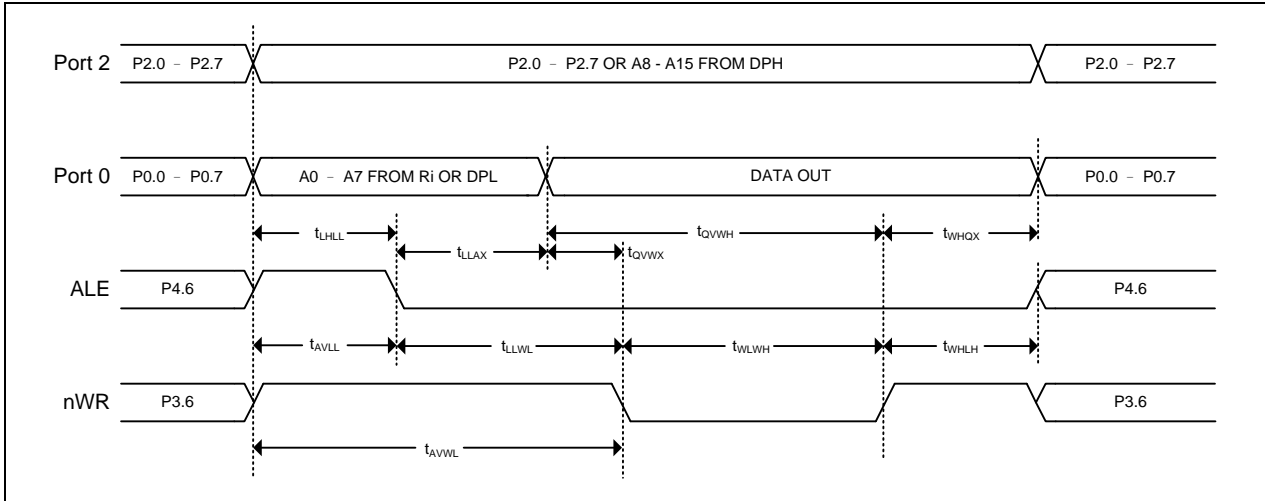 Port 2 P2.0 – P2.7 P2.0 – P2.7 OR A8 - A15 FROM DPH P2.0 – P2.7
Port 0 P0.0 – P0.7 A0 – A7 FROM Ri OR DPL DATA OUT P0.0 – P0.7
tLHLL tQVWH tWHQX
tLLAX tQVWX
ALE P4.6 P4.6
tAVLL tLLWL tWLWH tWHLH
nWR P3.6 P3.6
tAVWL